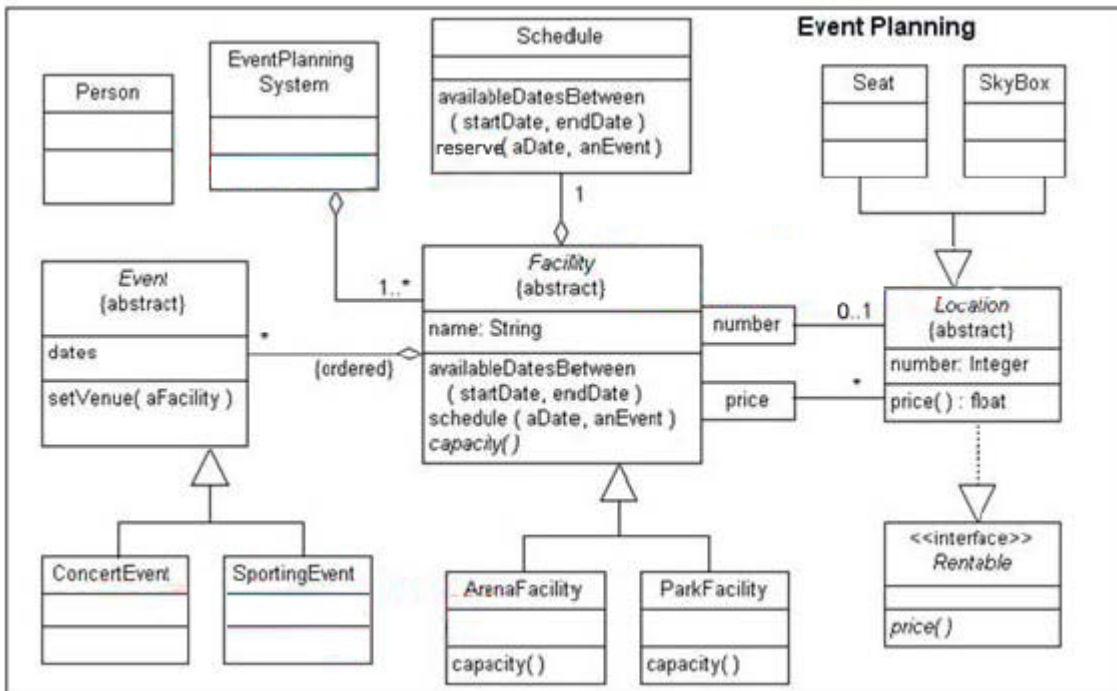 Event Planning
Person
EventPlanning
System
Schedule
availableDatesBetween
( startDate, endDate )
reserve( aDate, anEvent )
Seat
SkyBox
1
1..*
Event
{abstract}
dates
setVenue( aFacility )
*
{ordered}
Facility
{abstract}
name: String
availableDatesBetween
( startDate, endDate )
schedule ( aDate, anEvent )
capacity( )
number
0..1
price
*
Location
{abstract}
number: Integer
price( ) : float
ConcertEvent
SportingEvent
ArenaFacility
capacity( )
ParkFacility
capacity( )
<<interface>>
Rentable
price( )